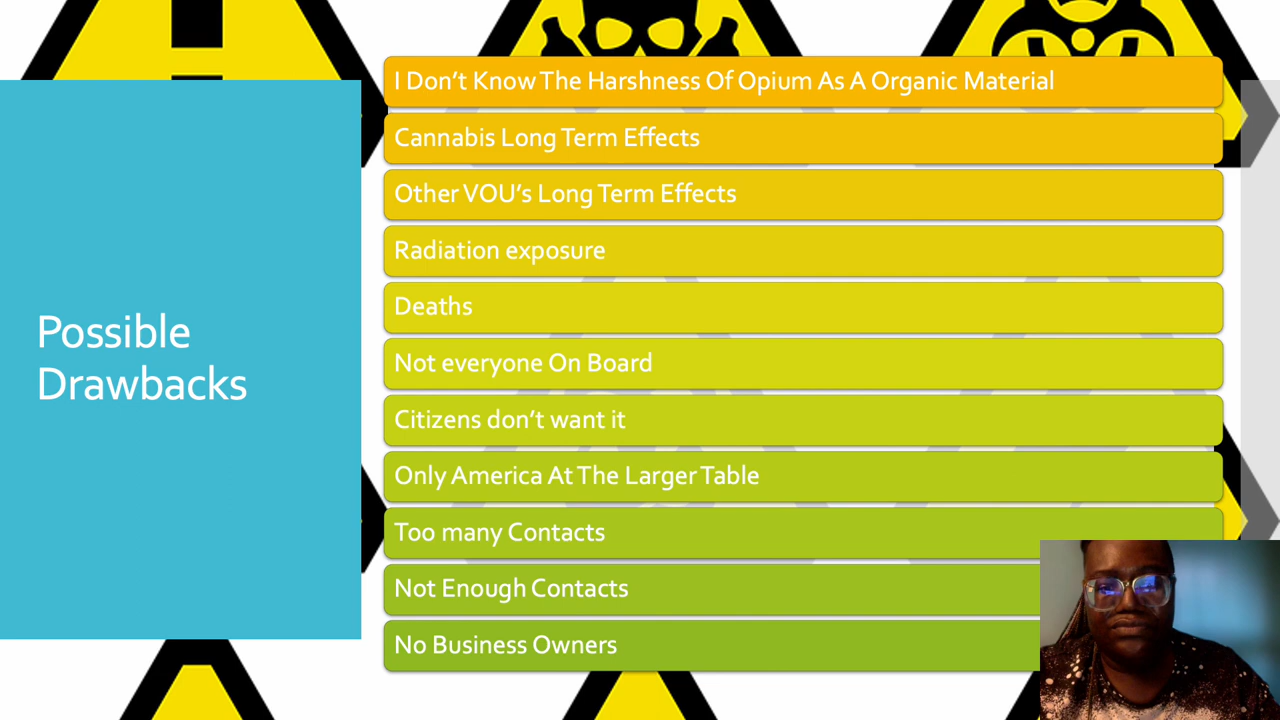 Possible
Drawbacks
I Don’t Know The Harshness Of Opium As A Organic Material
Cannabis Long Term Effects
Other VOU’s Long Term Effects
Radiation exposure
Deaths
Not everyone On Board
Citizens don’t want it
Only America At The Larger Table
Too many Contacts
Not Enough Contacts
No Business Owners